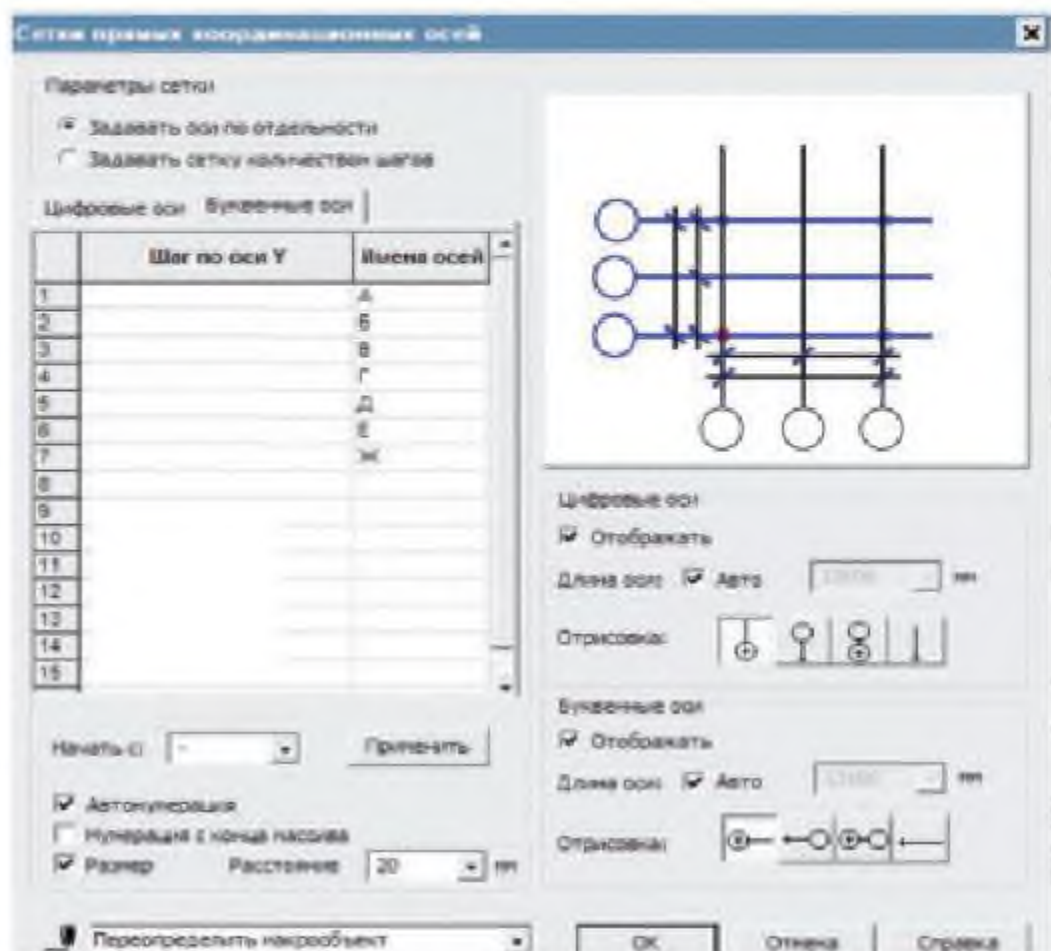 Сетки прямых координационных осей
Параметры сетки
Задавать оси по отдельности
Задавать сетку количеством шагов
Цифровые оси Буквенные оси
Шаг по оси Y Имена осей
1 А
2 Б
3 В
4 Г
5 Д
6 Е
7 Ж
8
9
10
11
12
13
14
15
Начать с: Применить
Автонумерация
Нумерация с конца массива
Размер Расстояние 20 мм
Переопределить макрообъект
Цифровые оси
Отображать
Длина оси: Авто мм
Отрисовка:
Буквенные оси
Отображать
Длина оси: Авто мм
Отрисовка:
OK Отмена Справка